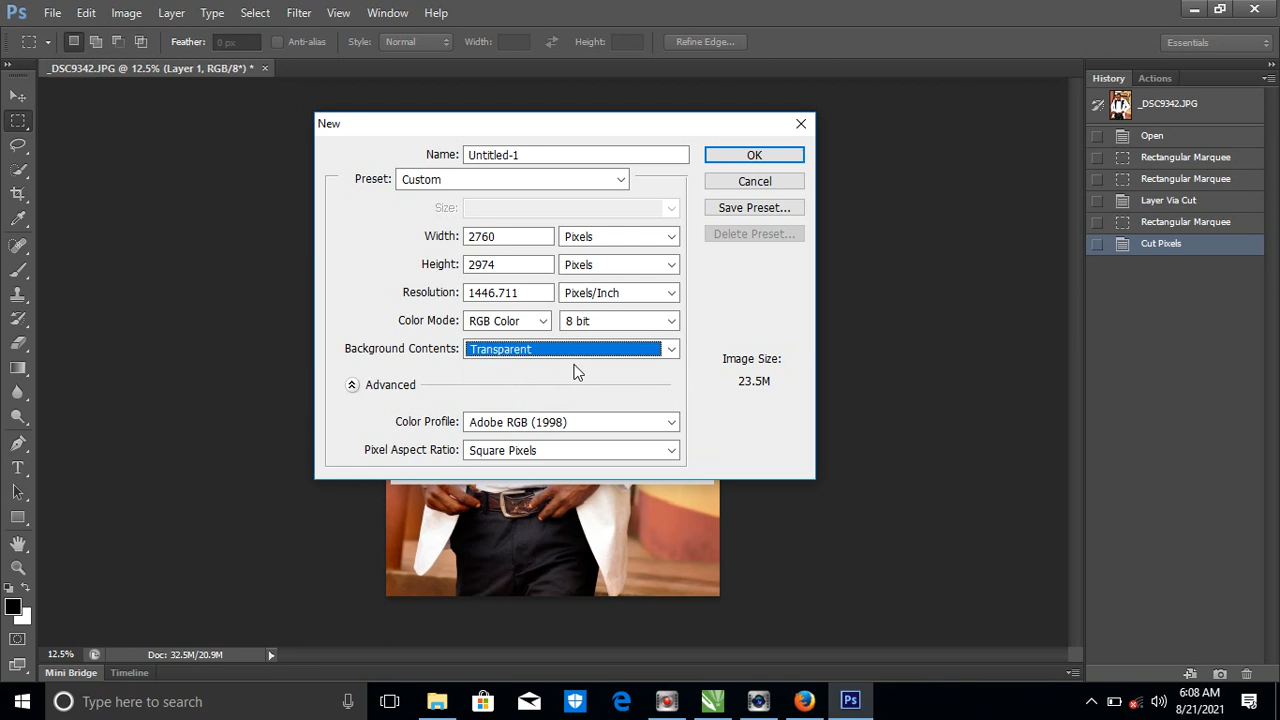 Ps File Edit Image Layer Type Select Filter View Window Help
Feather: 0 px Anti-alias Style: Normal Width: Height: Refine Edge... Essentials
_DSC9342.JPG @ 12.5% (Layer 1, RGB/8*) * ×
History Actions
_DSC9342.JPG
Open
Rectangular Marquee
Rectangular Marquee
Layer Via Cut
Rectangular Marquee
Cut Pixels
New
Name: Untitled-1 OK
Preset: Custom Cancel
Size: Save Preset...
Width: 2760 Pixels Delete Preset...
Height: 2974 Pixels
Resolution: 1446.711 Pixels/Inch
Color Mode: RGB Color 8 bit
Background Contents: Transparent
Image Size:
23.5M
Advanced
Color Profile: Adobe RGB (1998)
Pixel Aspect Ratio: Square Pixels
12.5% Doc: 32.5M/20.9M
Mini Bridge Timeline
Type here to search
Ps
6:08 AM
8/21/2021